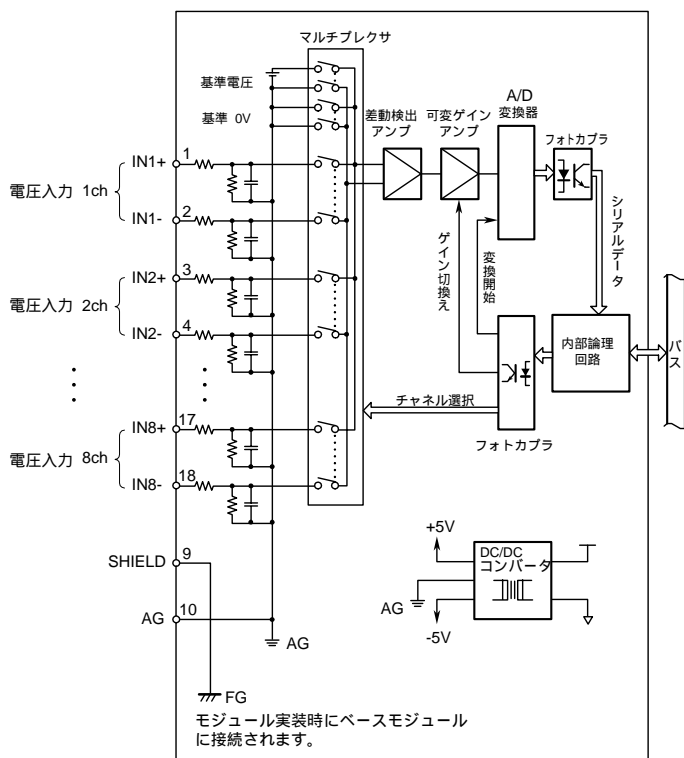 マルチプレクサ
基準電圧
基準 0V
差動検出
アンプ
可変ゲイン
アンプ
A/D
変換器
フォトカプラ
IN1+
1
電圧入力 1ch
IN1-
2
IN2+
3
電圧入力 2ch
IN2-
4
シリアルデータ
ゲイン切換え
変換開始
内部論理
回路
バス
チャネル選択
フォトカプラ
IN8+
17
電圧入力 8ch
IN8-
18
SHIELD
9
AG
10
AG
+5V
DC/DC
コンバータ
AG
-5V
FG
モジュール実装時にベースモジュール
に接続されます。